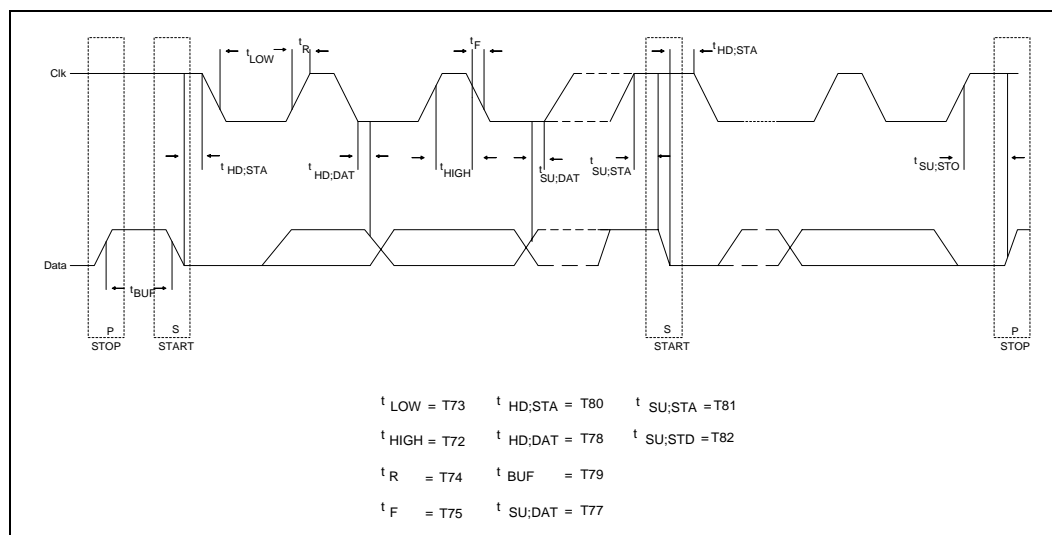 t R
t F
t HD;STA
t LOW
Clk
t HD;STA
t HD;DAT
t HIGH
t SU;DAT
t SU;STA
t SU;STO
Data
t BUF
P
STOP
S
START
S
START
P
STOP
t LOW = T73 t HD;STA = T80 t SU;STA = T81
t HIGH = T72 t HD;DAT = T78 t SU;STD = T82
t R = T74 t BUF = T79
t F = T75 t SU;DAT = T77